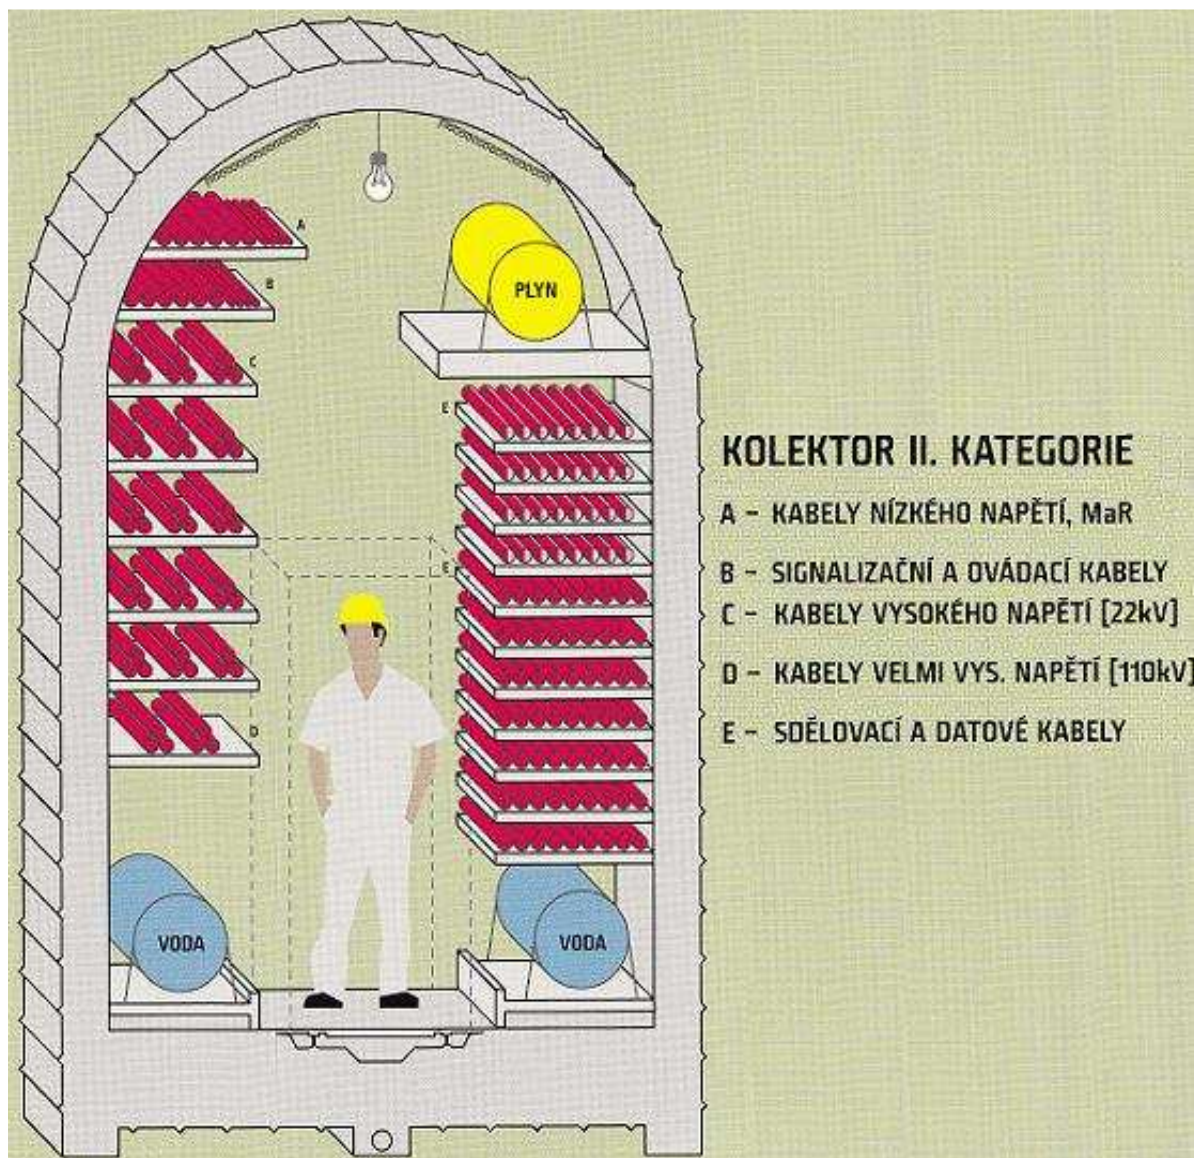 A
B
C
D
PLYN
E
E
VODA
VODA
KOLEKTOR II. KATEGORIE
A - KABELY NÍZKÉHO NAPĚTÍ, MaR
B - SIGNALIZAČNÍ A OVÁDACÍ KABELY
C - KABELY VYSOKÉHO NAPĚTÍ [22kV]
D - KABELY VELMI VYS. NAPĚTÍ [110kV]
E - SDĚLOVACÍ A DATOVÉ KABELY